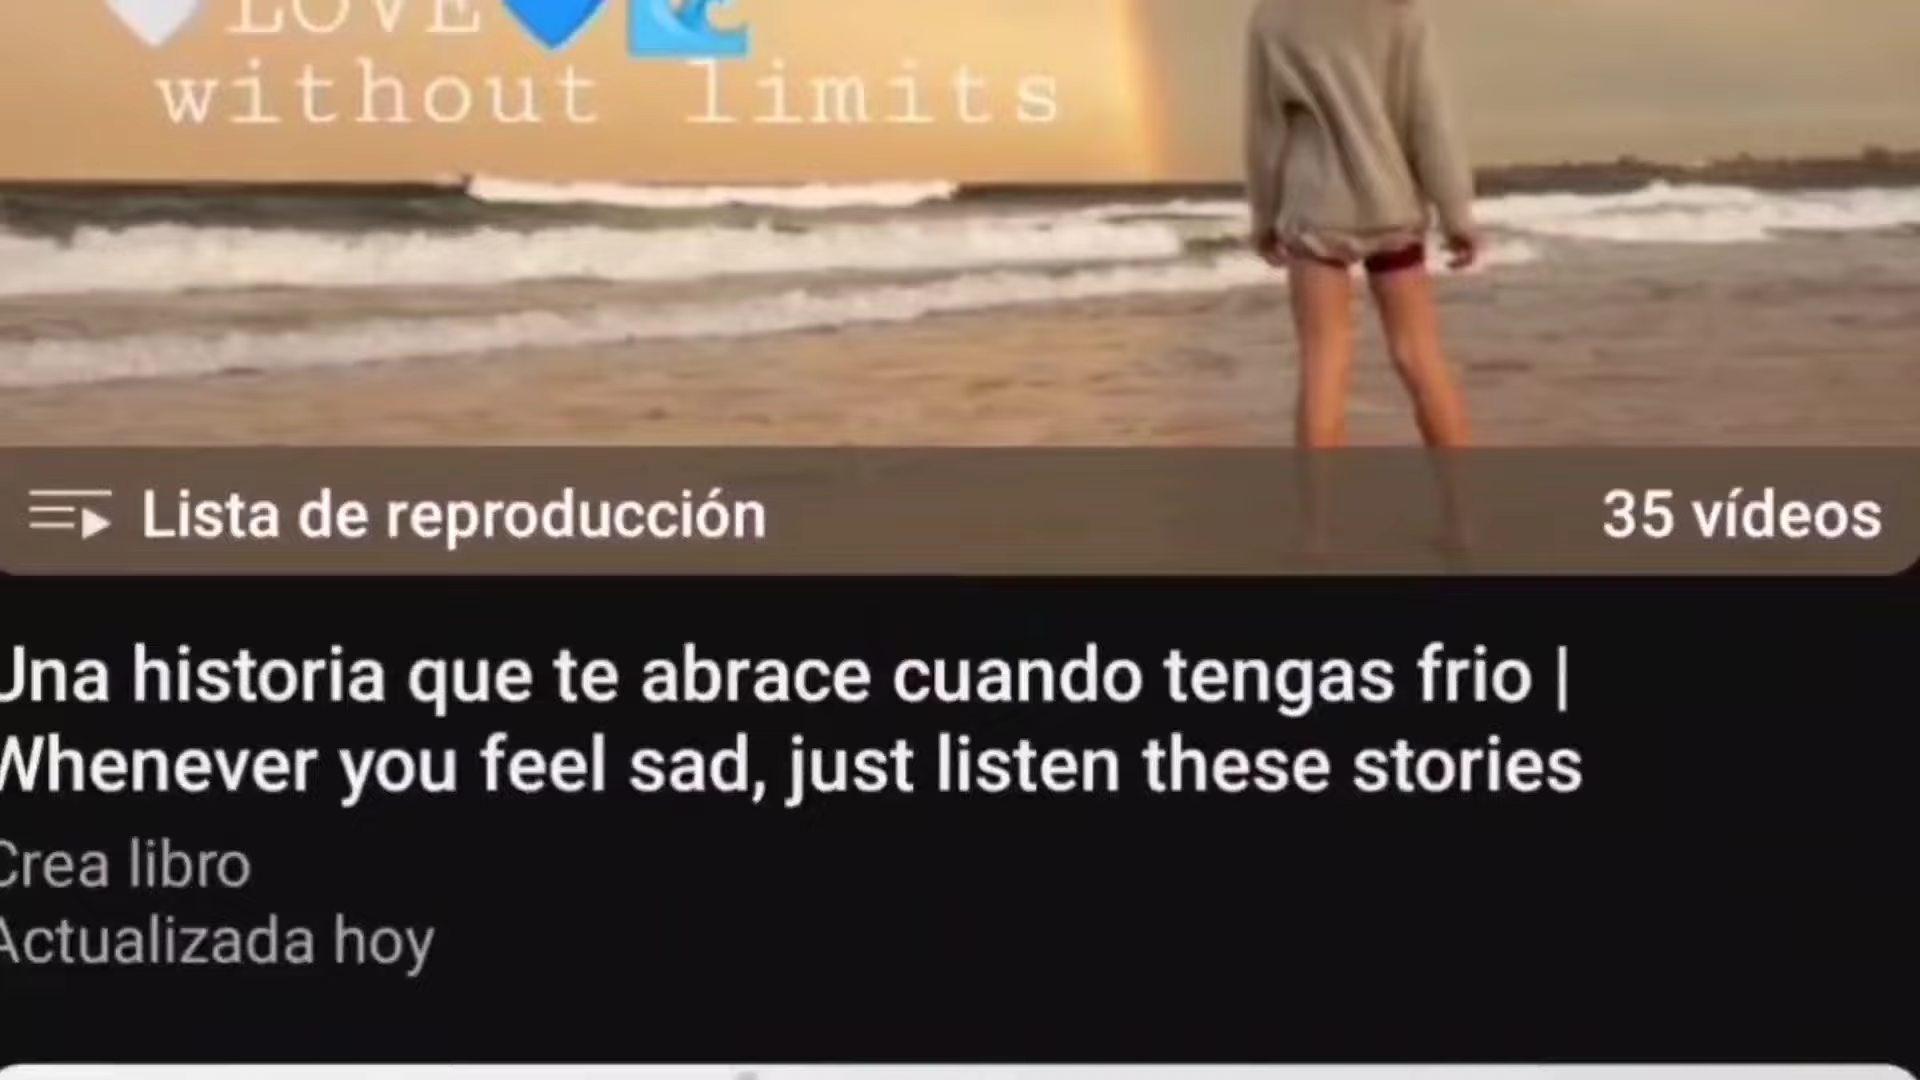 LOVE
without limits
Lista de reproducción
35 vídeos
Una historia que te abrace cuando tengas frio |
Whenever you feel sad, just listen these stories
Crea libro
Actualizada hoy